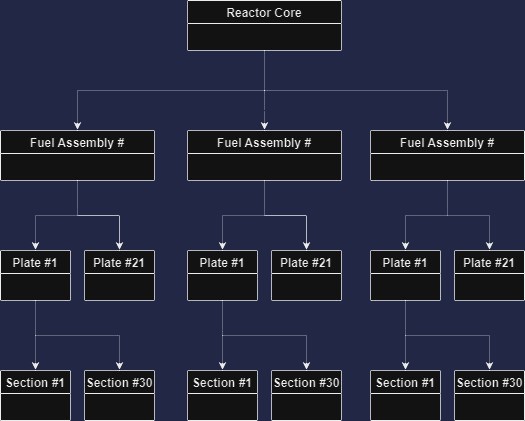 Reactor Core
Fuel Assembly #
Fuel Assembly #
Fuel Assembly #
Plate #1
Plate #21
Plate #1
Plate #21
Plate #1
Plate #21
Section #1
Section #30
Section #1
Section #30
Section #1
Section #30